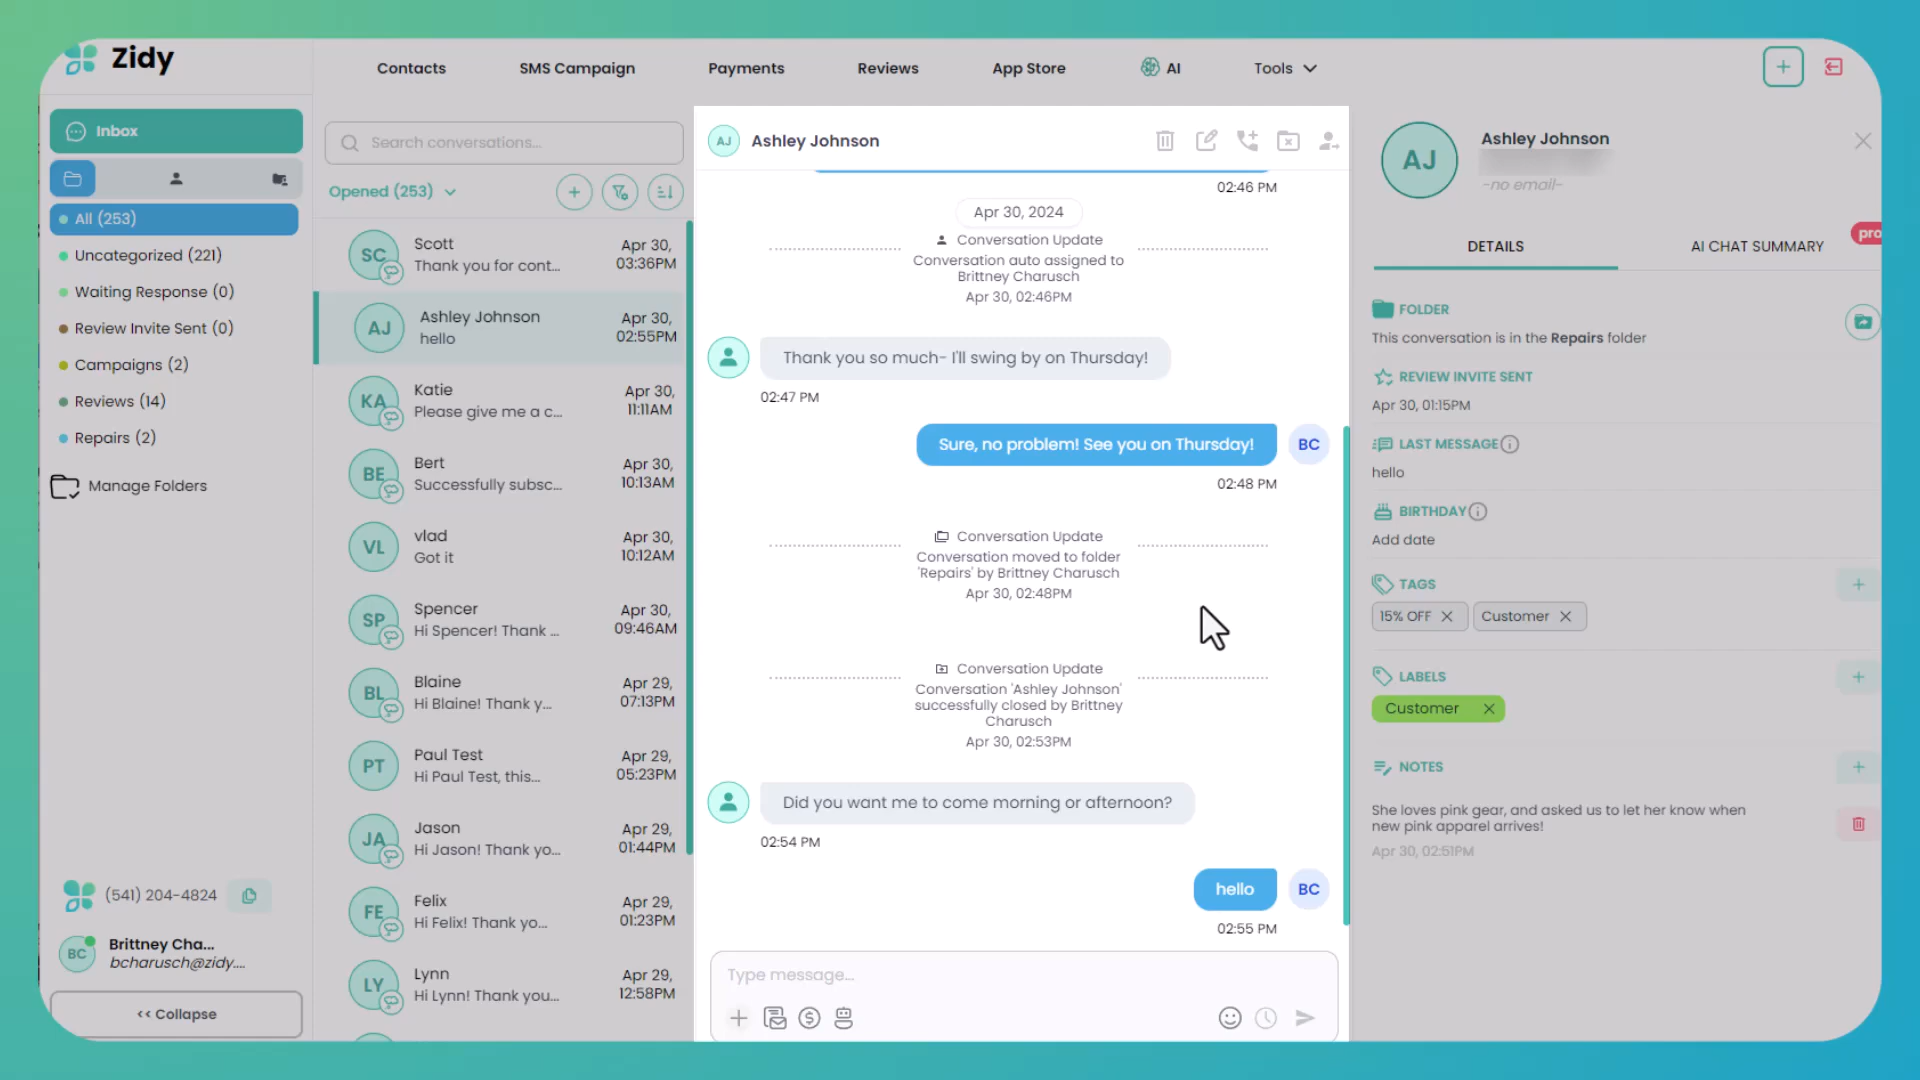 Zidy
Contacts
SMS Campaign
Payments
Reviews
App Store
AI
Tools
Inbox
All (253)
Uncategorized (221)
Waiting Response (0)
Review Invite Sent (0)
Campaigns (2)
Reviews (14)
Repairs (2)
Manage Folders
(541) 204-4824
BC
Brittney Cha...
bcharusch@zidy....
<< Collapse
Search conversations...
Opened (253)
SC
Scott
Thank you for cont...
Apr 30,
03:36PM
AJ
Ashley Johnson
hello
Apr 30,
02:55PM
KA
Katie
Please give me a c...
Apr 30,
11:11AM
BE
Bert
Successfully subsc...
Apr 30,
10:13AM
VL
vlad
Got it
Apr 30,
10:12AM
SP
Spencer
Hi Spencer! Thank ...
Apr 30,
09:46AM
BL
Blaine
Hi Blaine! Thank y...
Apr 29,
07:13PM
PT
Paul Test
Hi Paul Test, this...
Apr 29,
05:23PM
JA
Jason
Hi Jason! Thank yo...
Apr 29,
01:44PM
FE
Felix
Hi Felix! Thank yo...
Apr 29,
01:23PM
LY
Lynn
Hi Lynn! Thank you...
Apr 29,
12:58PM
AJ
Ashley Johnson
02:46 PM
Apr 30, 2024
Conversation Update
Conversation auto assigned to
Brittney Charusch
Apr 30, 02:46PM
Thank you so much- I'll swing by on Thursday!
02:47 PM
Sure, no problem! See you on Thursday!
BC
02:48 PM
Conversation Update
Conversation moved to folder
'Repairs' by Brittney Charusch
Apr 30, 02:48PM
Conversation Update
Conversation 'Ashley Johnson'
successfully closed by Brittney
Charusch
Apr 30, 02:53PM
Did you want me to come morning or afternoon?
02:54 PM
hello
BC
02:55 PM
Type message...
AJ
Ashley Johnson
-no email-
DETAILS
AI CHAT SUMMARY
pro
FOLDER
This conversation is in the Repairs folder
REVIEW INVITE SENT
Apr 30, 01:15PM
LAST MESSAGE
hello
BIRTHDAY
Add date
TAGS
15% OFF
Customer
LABELS
Customer
NOTES
She loves pink gear, and asked us to let her know when
new pink apparel arrives!
Apr 30, 02:51PM